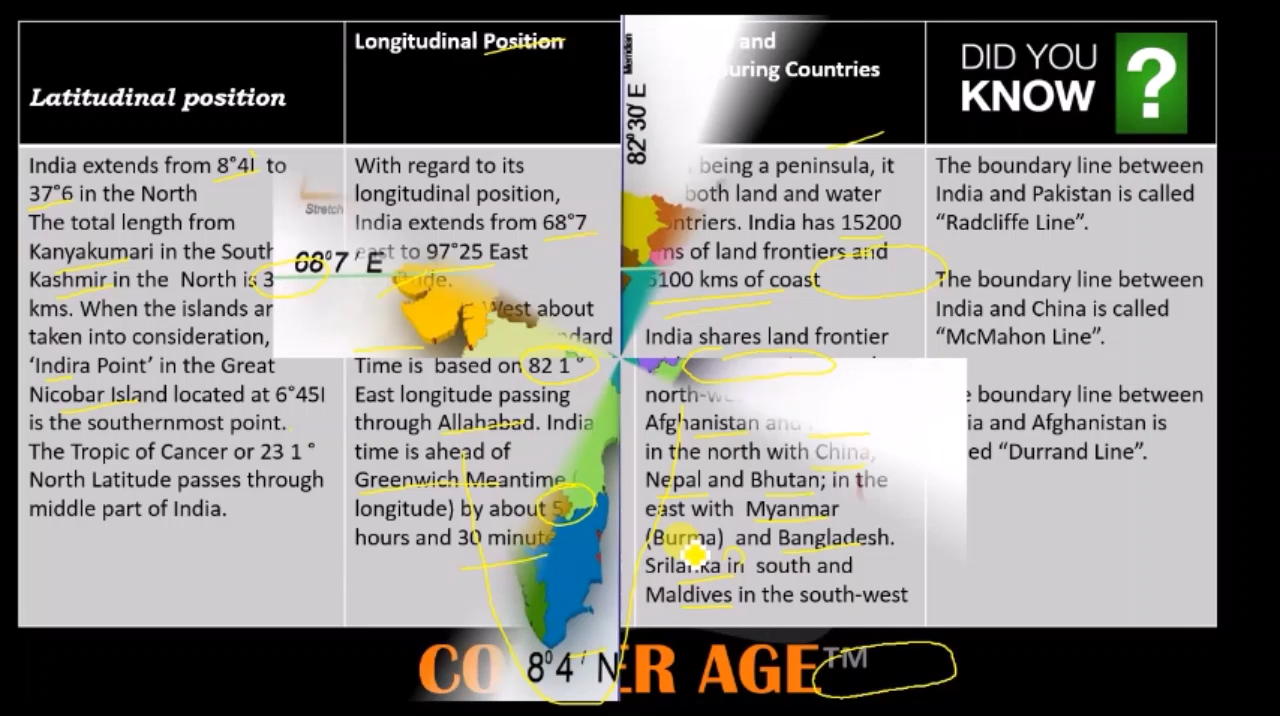 Latitudinal position
India extends from 8°4l to
37°6 in the North
The total length from
Kanyakumari in the South
Kashmir in the North is 3
kms. When the islands ar
taken into consideration,
‘Indira Point’ in the Great
Nicobar Island located at 6°45I
is the southernmost point.
The Tropic of Cancer or 23 1 °
North Latitude passes through
middle part of India.
Longitudinal Position
With regard to its
longitudinal position,
India extends from 68°7
east to 97°25 East
West about
Time is based on 82 1 °
East longitude passing
through Allahabad. India
time is ahead of
Greenwich Meantime (
longitude) by about 5
hours and 30 minute
and
uring Countries
being a peninsula, it
both land and water
ntriers. India has 15200
ms of land frontiers and
6100 kms of coast
India shares land frontier
north-we
Afghanistan and
in the north with China,
Nepal and Bhutan; in the
east with Myanmar
(Burma) and Bangladesh.
Srilanka in south and
Maldives in the south-west
DID YOU
KNOW ?
The boundary line between
India and Pakistan is called
“Radcliffe Line”.
The boundary line between
India and China is called
“McMahon Line”.
e boundary line between
ia and Afghanistan is
ed “Durrand Line”.
Stretch
68°7 ′ E
Meridian
82°30′ E
8°4 ′ N
CO ER AGE™